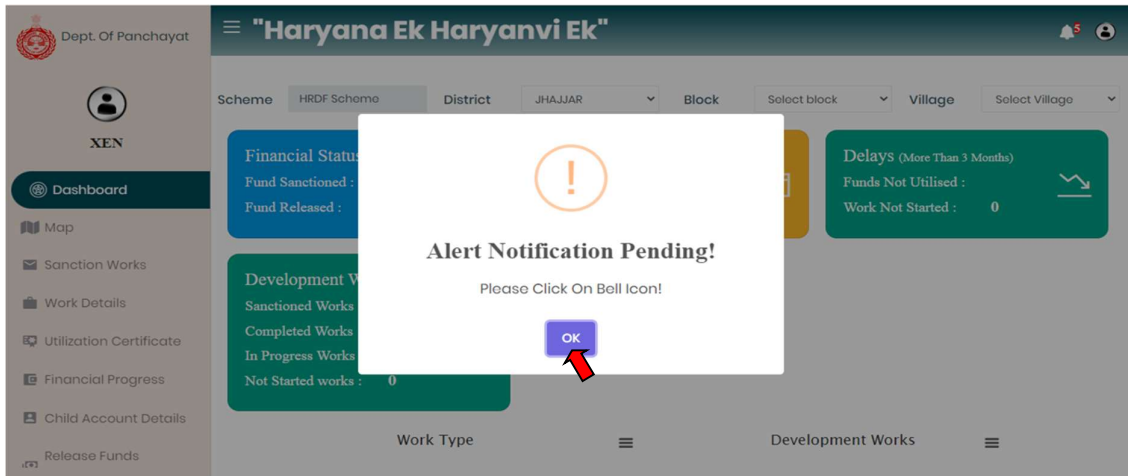 Dept. Of Panchayat
"Haryana Ek Haryanvi Ek"
5
XEN
Dashboard
Map
Sanction Works
Work Details
Utilization Certificate
Financial Progress
Child Account Details
Release Funds
Scheme HRDF Scheme District JHAJJAR Block Select block Village Select Village
Financial Status
Fund Sanctioned :
Fund Released :
Delays (More Than 3 Months)
Funds Not Utilised :
Work Not Started : 0
!
Alert Notification Pending!
Please Click On Bell Icon!
OK
Development W
Sanctioned Works
Completed Works
In Progress Works
Not Started works : 0
Work Type
Development Works